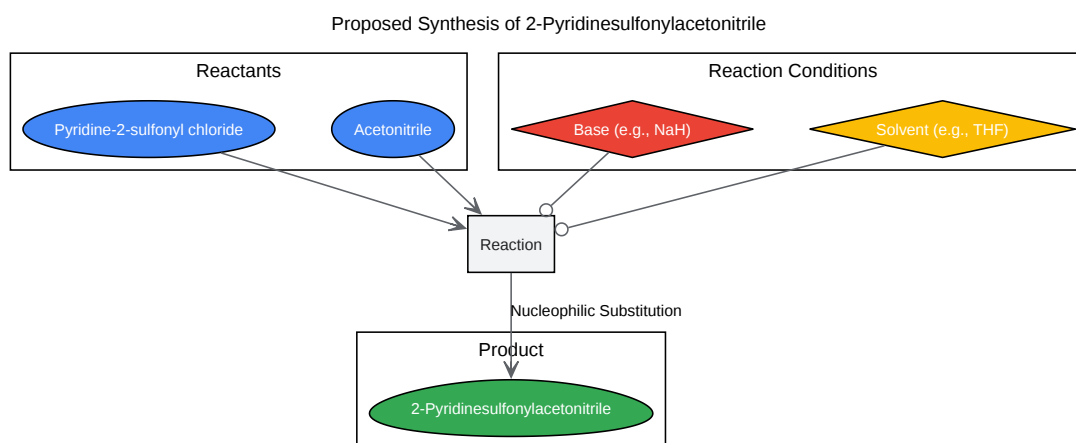 Proposed Synthesis of 2-Pyridinesulfonylacetonitrile
Reactants
Reaction Conditions
Pyridine-2-sulfonyl chloride
Acetonitrile
Base (e.g., NaH)
Solvent (e.g., THF)
Reaction
Nucleophilic Substitution
Product
2-Pyridinesulfonylacetonitrile